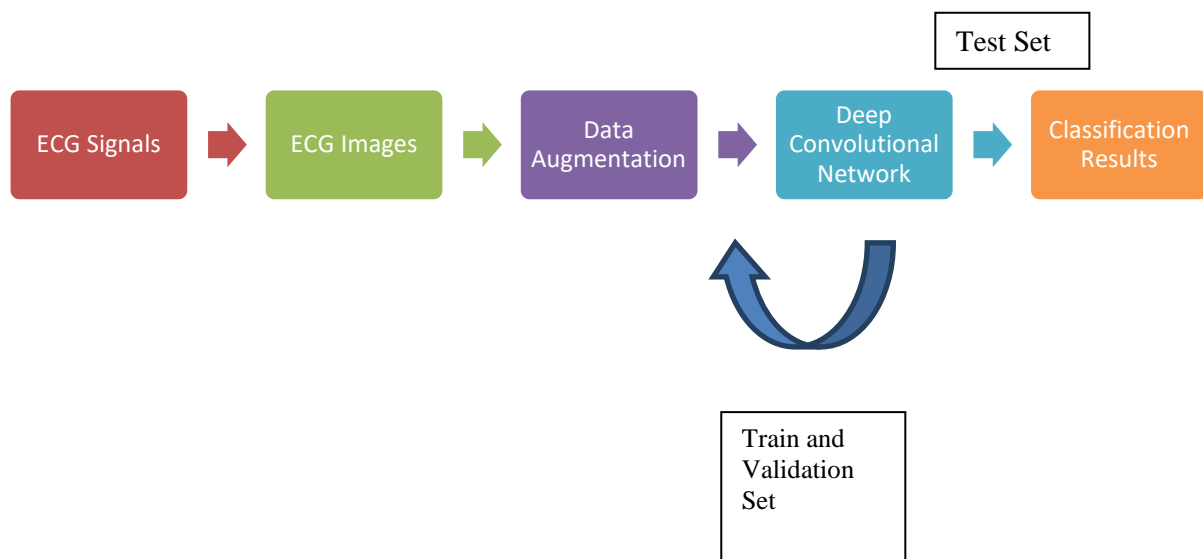 Test Set
ECG Signals
ECG Images
Data
Augmentation
Deep
Convolutional
Network
Classification
Results
Train and
Validation
Set